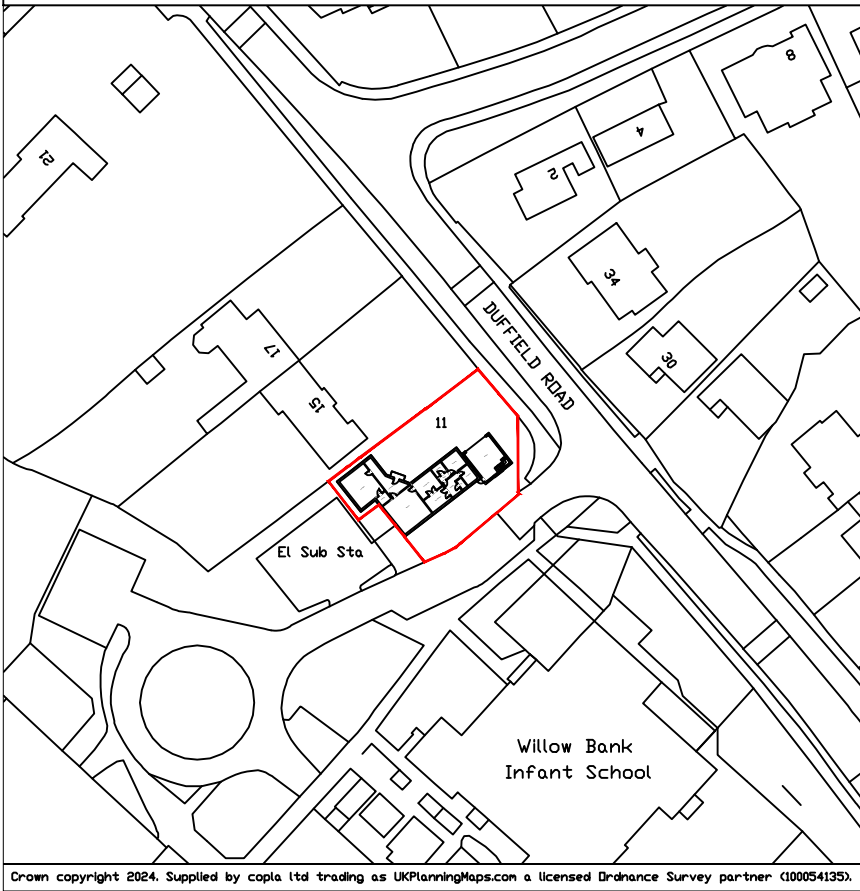 8
4
21
2
34
DUFFIELD ROAD
17
30
15
11
El Sub Sta
Willow Bank
Infant School
Crown copyright 2024. Supplied by copla ltd trading as UKPlanningMaps.com a licensed Ordnance Survey partner (100054135).